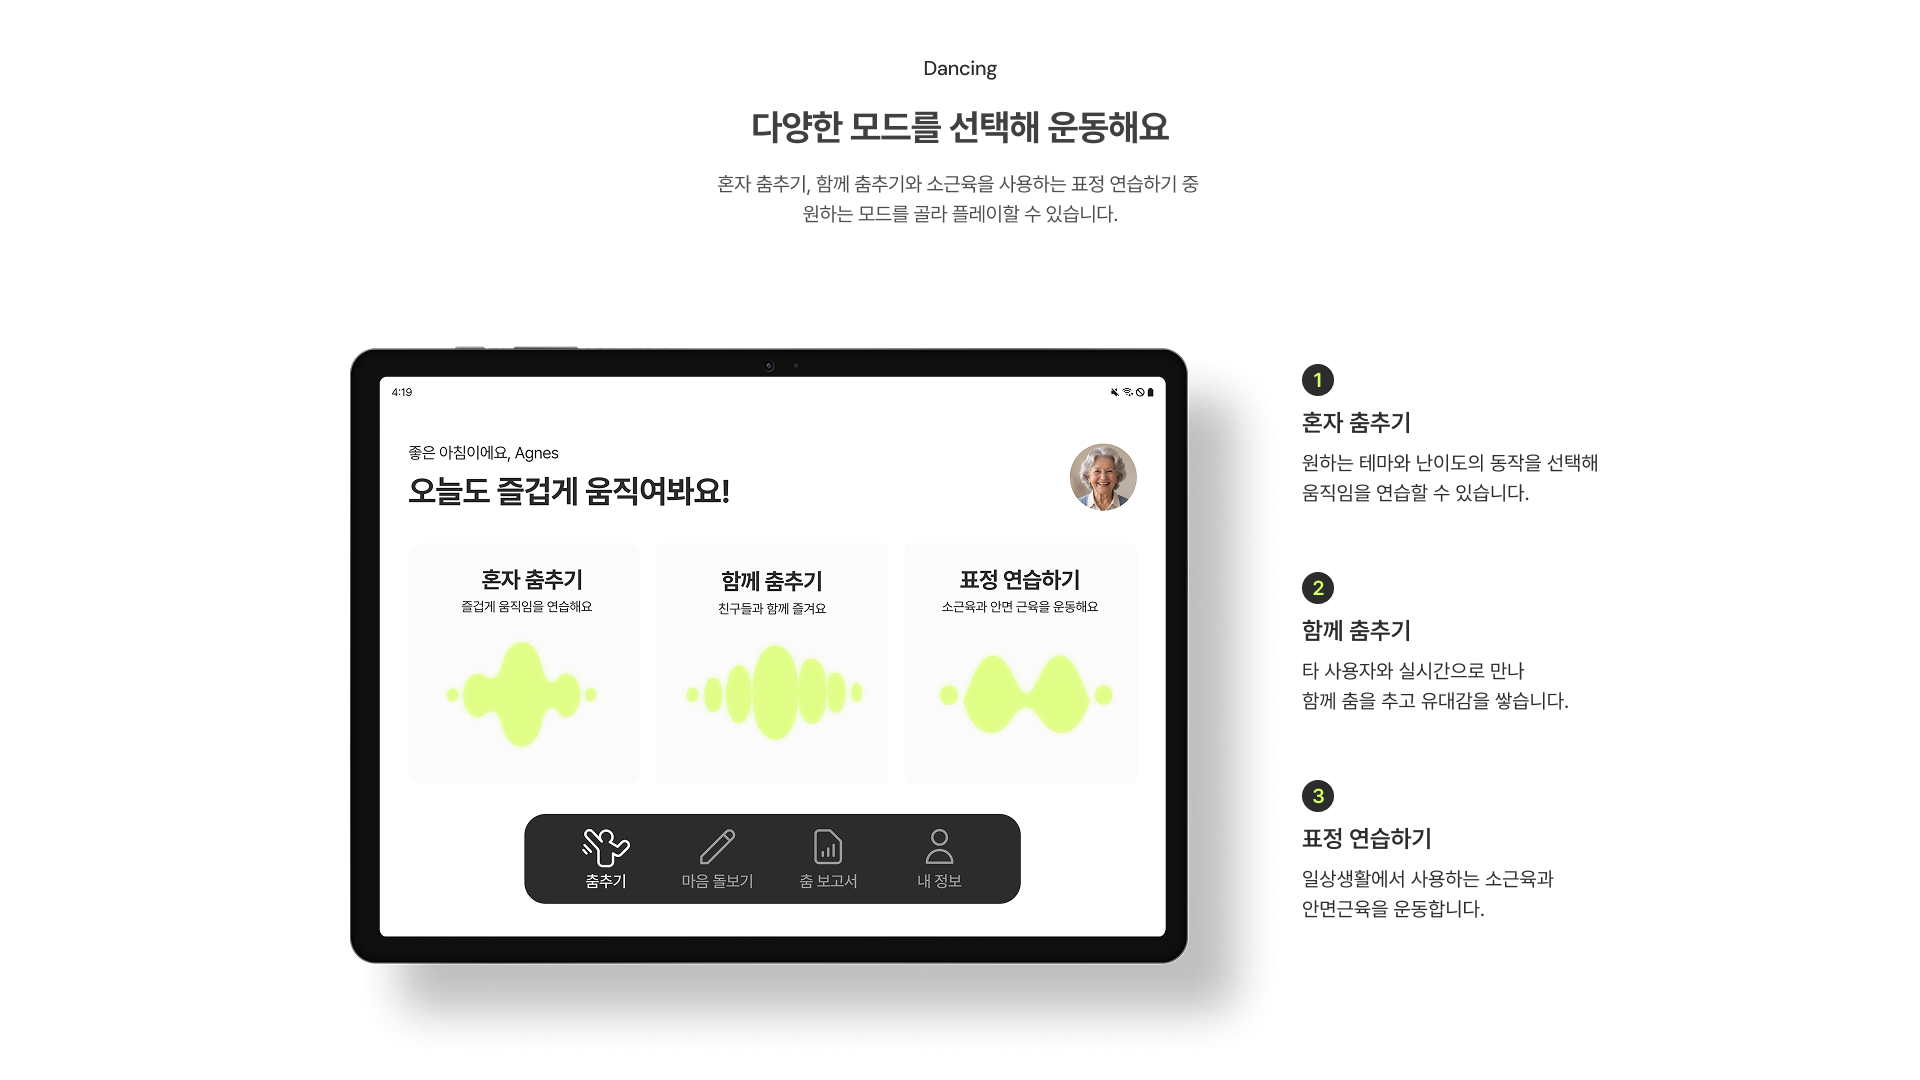 Dancing
다양한 모드를 선택해 운동해요
혼자 춤추기, 함께 춤추기와 소근육을 사용하는 표정 연습하기 중
원하는 모드를 골라 플레이할 수 있습니다.
4:19
좋은 아침이에요, Agnes
오늘도 즐겁게 움직여봐요!
혼자 춤추기
즐겁게 움직임을 연습해요
함께 춤추기
친구들과 함께 즐겨요
표정 연습하기
소근육과 안면 근육을 운동해요
춤추기
마음 돌보기
춤 보고서
내 정보
1
혼자 춤추기
원하는 테마와 난이도의 동작을 선택해
움직임을 연습할 수 있습니다.
2
함께 춤추기
타 사용자와 실시간으로 만나
함께 춤을 추고 유대감을 쌓습니다.
3
표정 연습하기
일상생활에서 사용하는 소근육과
안면근육을 운동합니다.